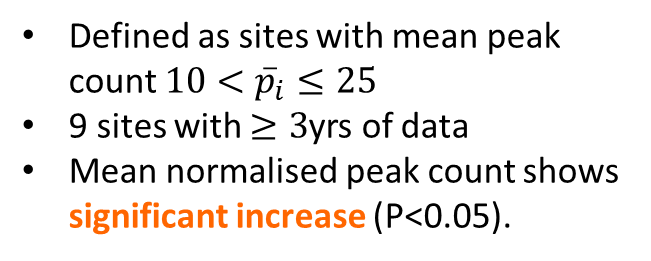 • Defined as sites with mean peak
count 10 < p̄ᵢ ≤ 25
• 9 sites with ≥ 3yrs of data
• Mean normalised peak count shows
significant increase (P<0.05).